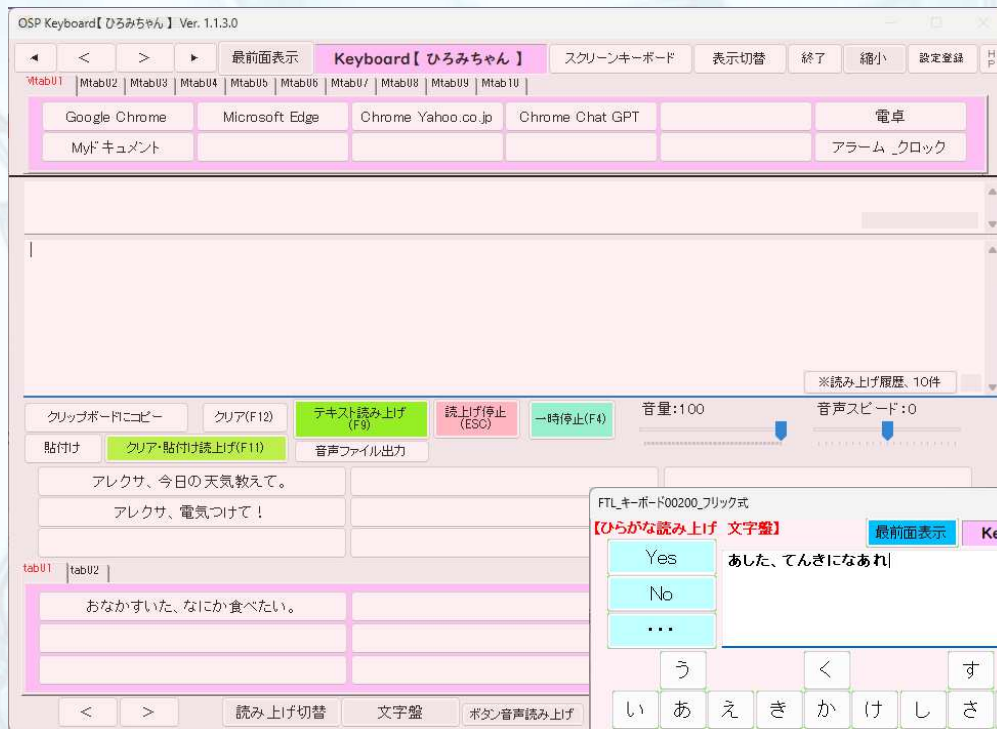 OSP Keyboard【 ひろみちゃん 】 Ver. 1.1.3.0
◄ < > ► 最前面表示 Keyboard【 ひろみちゃん 】 スクリーンキーボード 表示切替 終了 縮小 設定登録 HP
Mtab01 Mtab02 Mtab03 Mtab04 Mtab05 Mtab06 Mtab07 Mtab08 Mtab09 Mtab10
Google Chrome Microsoft Edge Chrome Yahoo.co.jp Chrome Chat GPT 電卓
Myドキュメント アラーム_クロック
※読み上げ履歴、10件
クリップボードにコピー クリア(F12) テキスト読み上げ(F9) 読上げ停止(ESC) 一時停止(F4) 音量:100 音声スピード:0
貼付け クリア・貼付け読上げ(F11) 音声ファイル出力
アレクサ、今日の天気教えて。
アレクサ、電気つけて！
tab01 tab02
おなかすいた、なにか食べたい。
< > 読み上げ切替 文字盤 ボタン音声読み上げ
FTL_キーボード00200_フリック式
【ひらがな読み上げ 文字盤】 最前面表示 Ke
Yes あした、てんきになあれ
No
・・・
う く す
い あ え き か け し さ